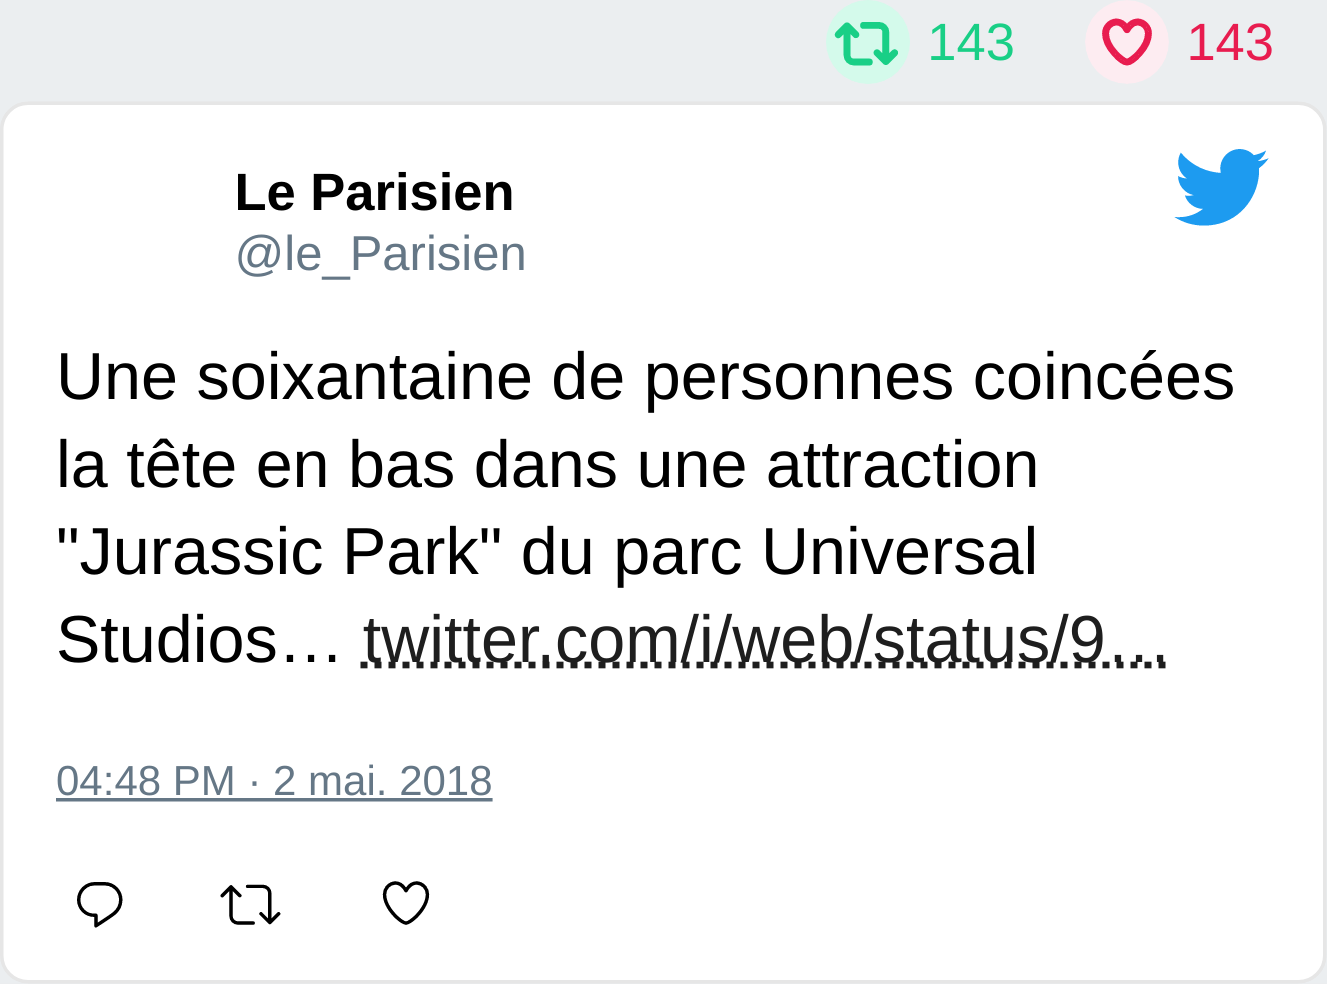 143 143
Le Parisien
@le_Parisien
Une soixantaine de personnes coincées
la tête en bas dans une attraction
"Jurassic Park" du parc Universal
Studios… twitter.com/i/web/status/9…
04:48 PM · 2 mai. 2018